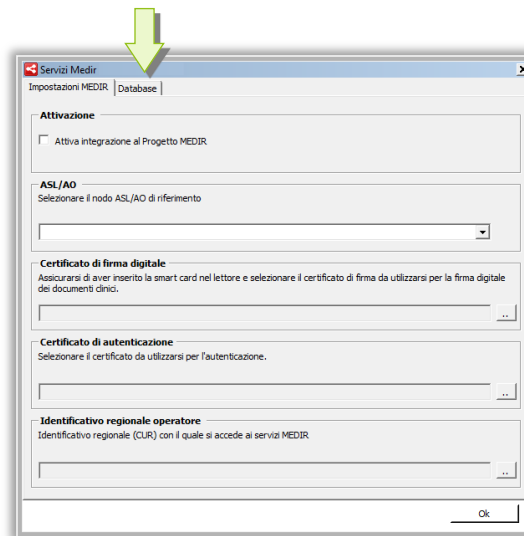 Servizi Medir
Impostazioni MEDIR Database
Attivazione
Attiva integrazione al Progetto MEDIR
ASL/AO
Selezionare il nodo ASL/AO di riferimento
Certificato di firma digitale
Assicurarsi di aver inserito la smart card nel lettore e selezionare il certificato di firma da utilizzarsi per la firma digitale
dei documenti clinici.
..
Certificato di autenticazione
Selezionare il certificato da utilizzarsi per l'autenticazione.
..
Identificativo regionale operatore
Identificativo regionale (CUR) con il quale si accede ai servizi MEDIR
..
Ok